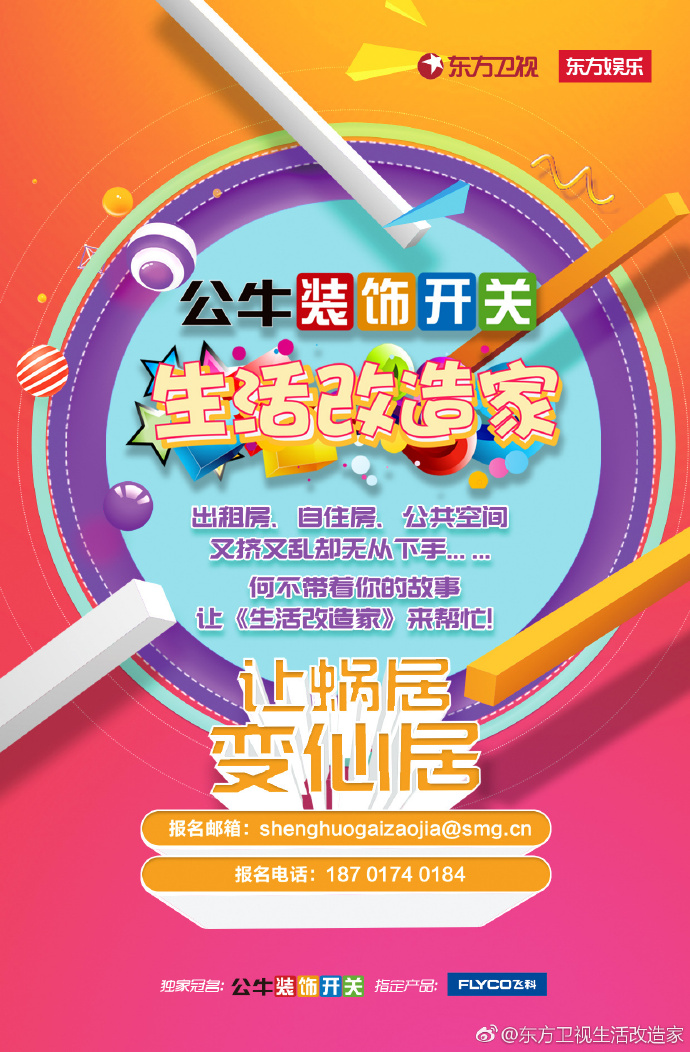 东方卫视 东方娱乐
公牛装饰开关
生活改造家
出租房、自住房、公共空间
又挤又乱却无从下手... ...
何不带着你的故事
让《生活改造家》来帮忙!
让蜗居
变仙居
报名邮箱：shenghuogaizaojia@smg.cn
报名电话：187 0174 0184
独家冠名：公牛装饰开关 指定产品：FLYCO飞科
@东方卫视生活改造家